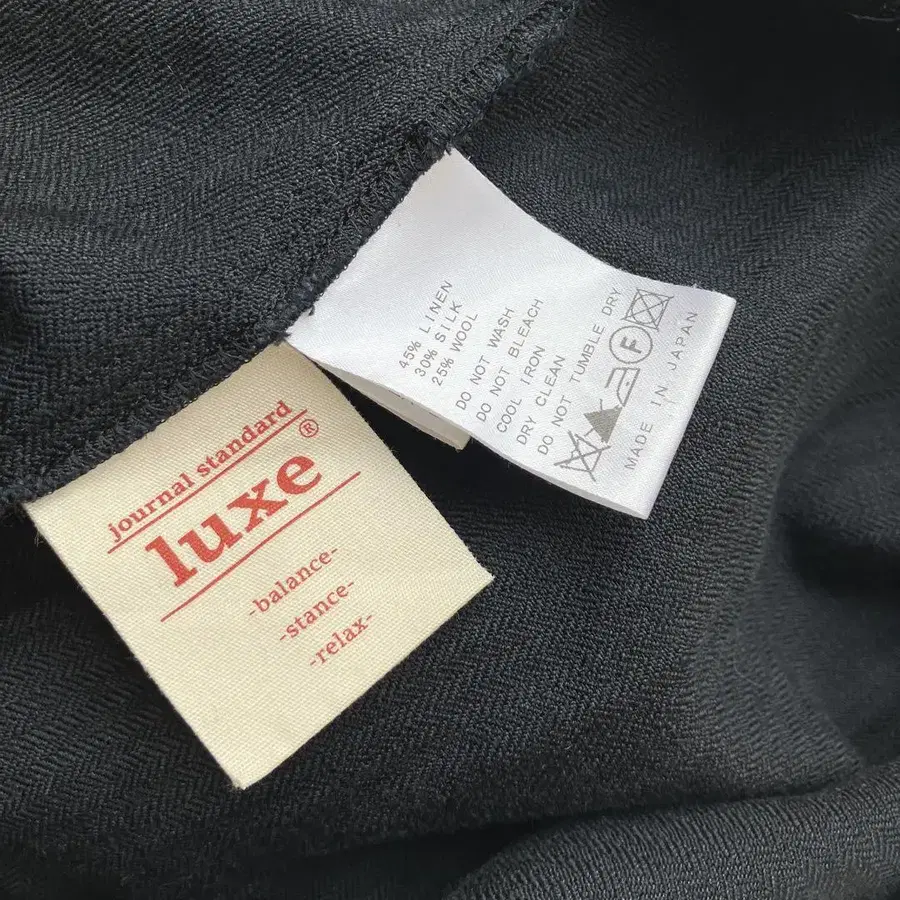 journal standard
luxe®
-balance-
-stance-
-relax-
45% LINEN
30% SILK
25% WOOL
DO NOT WASH
DO NOT BLEACH
COOL IRON
DRY CLEAN
DO NOT TUMBLE DRY
F
MADE IN JAPAN